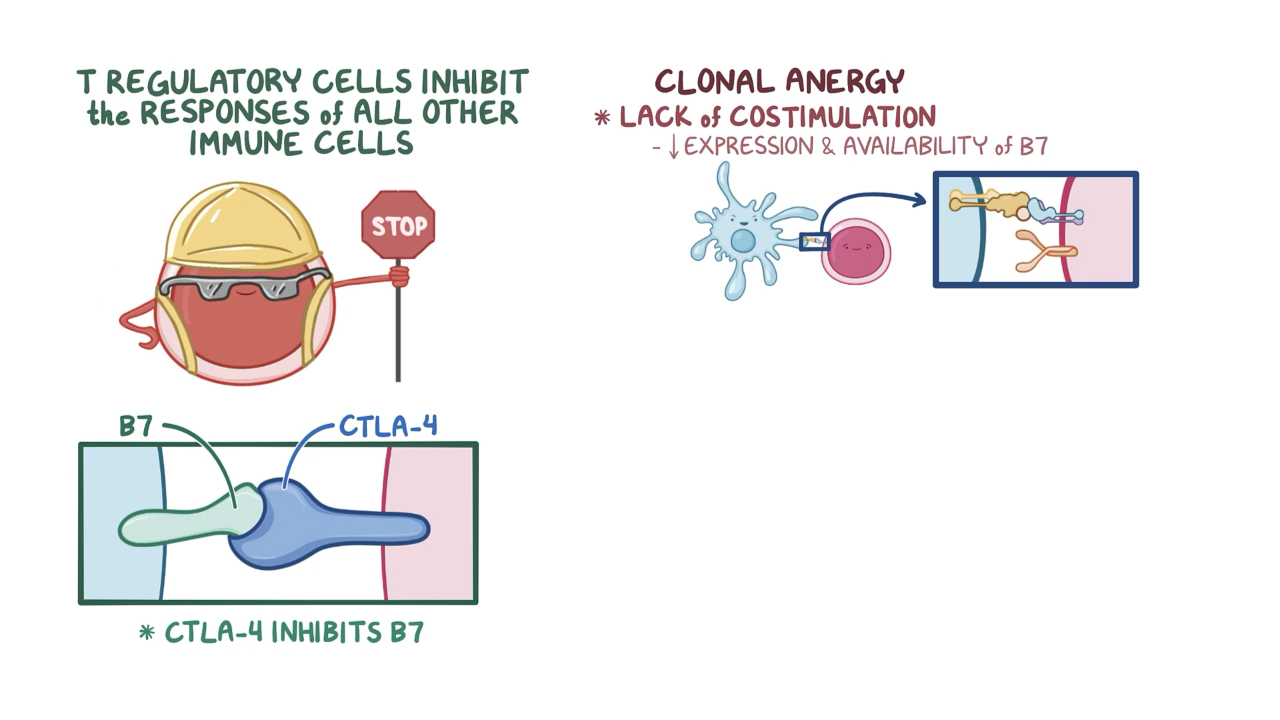 T REGULATORY CELLS INHIBIT
the RESPONSES of ALL OTHER
IMMUNE CELLS
STOP
B7
CTLA-4
* CTLA-4 INHIBITS B7
CLONAL ANERGY
* LACK of COSTIMULATION
- ↓ EXPRESSION & AVAILABILITY of B7